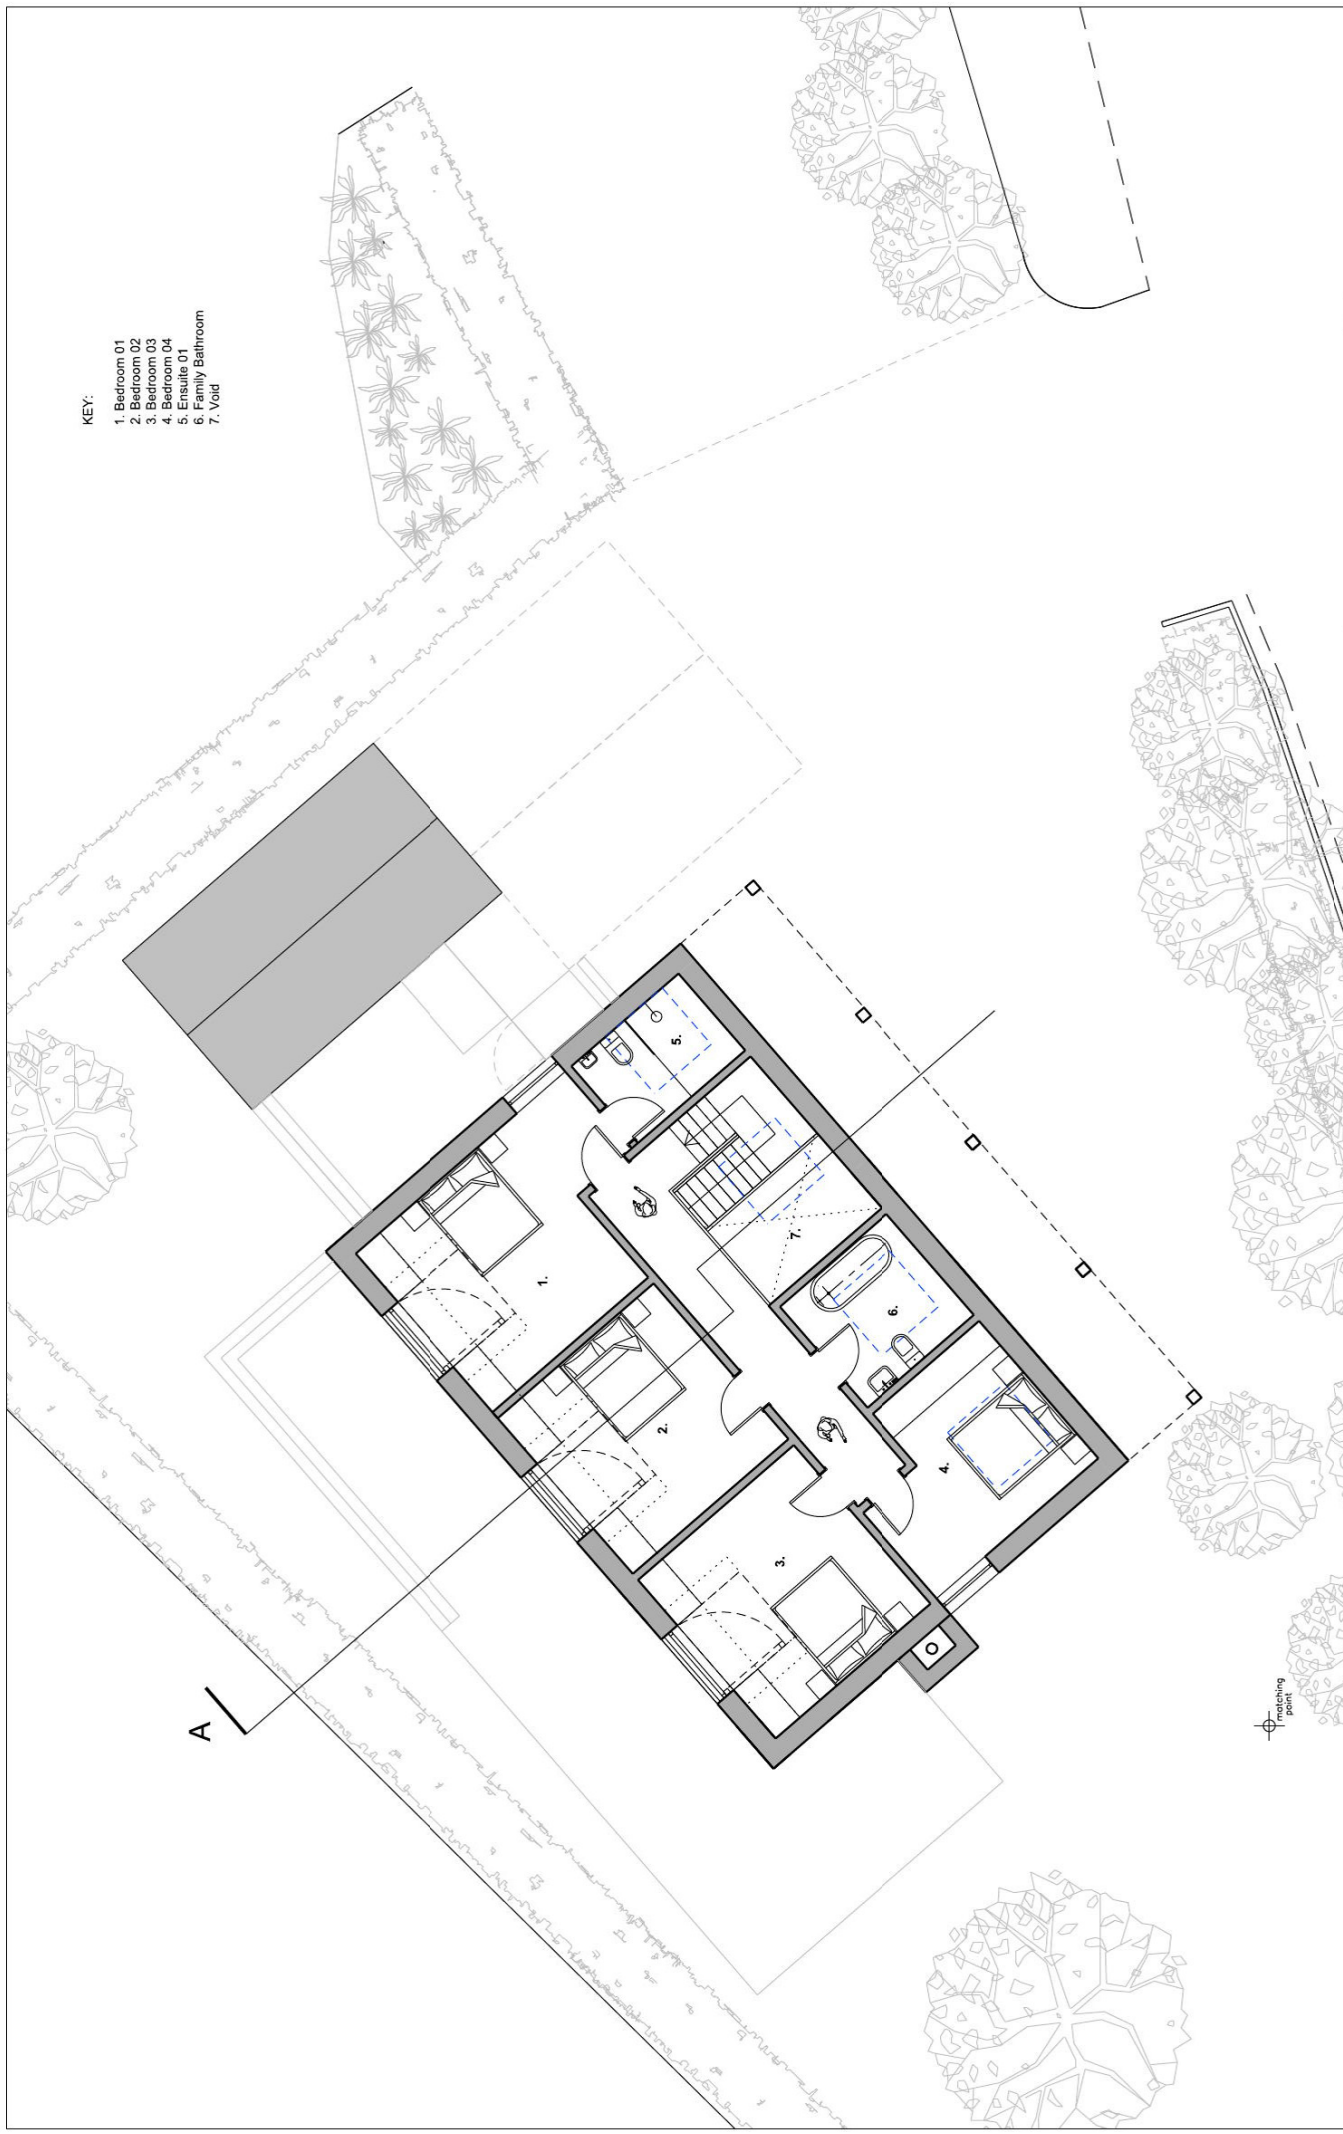 KEY:
1. Bedroom 01
2. Bedroom 02
3. Bedroom 03
4. Bedroom 04
5. Ensuite 01
6. Family Bathroom
7. Void
A
1.
2.
3.
4.
5.
6.
7.
matching
point